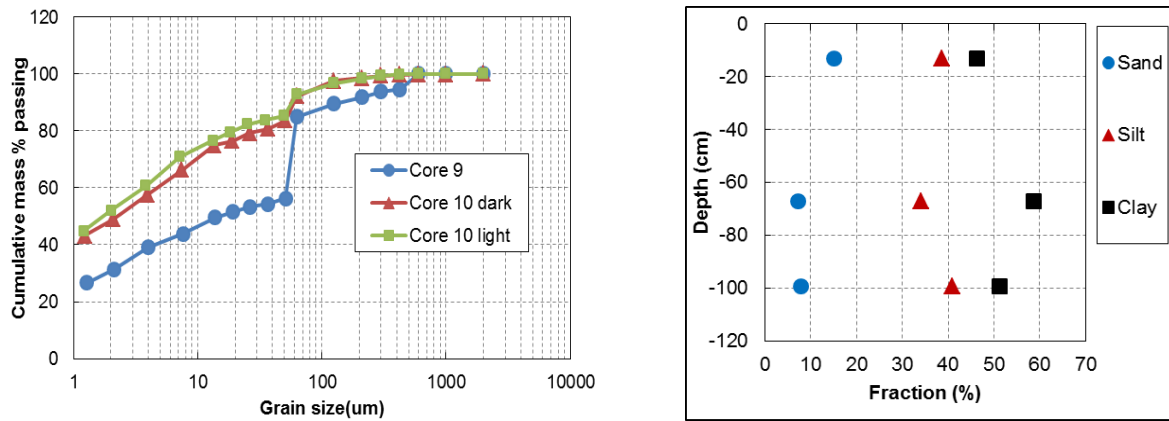 120
100
80
60
40
20
0
Cumulative mass % passing
1
10
100
1000
10000
Grain size(um)
Core 9
Core 10 dark
Core 10 light
0
-20
-40
-60
-80
-100
-120
Depth (cm)
0
10
20
30
40
50
60
70
Fraction (%)
Sand
Silt
Clay